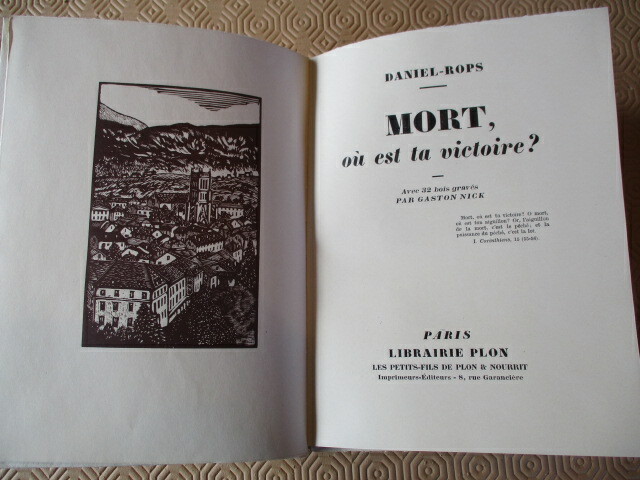 DANIEL-ROPS
MORT,
où est ta victoire?
Avec 32 bois gravés
PAR GASTON NICK
Mort, où est ta victoire? O mort,
où est ton aiguillon? Or, l'aiguillon
de la mort, c'est le péché; et la
puissance du péché, c'est la loi.
I. Corinthiens, 15 (55-56).
PARIS
LIBRAIRIE PLON
LES PETITS-FILS DE PLON & NOURRIT
Imprimeurs-Éditeurs - 8, rue Garancière